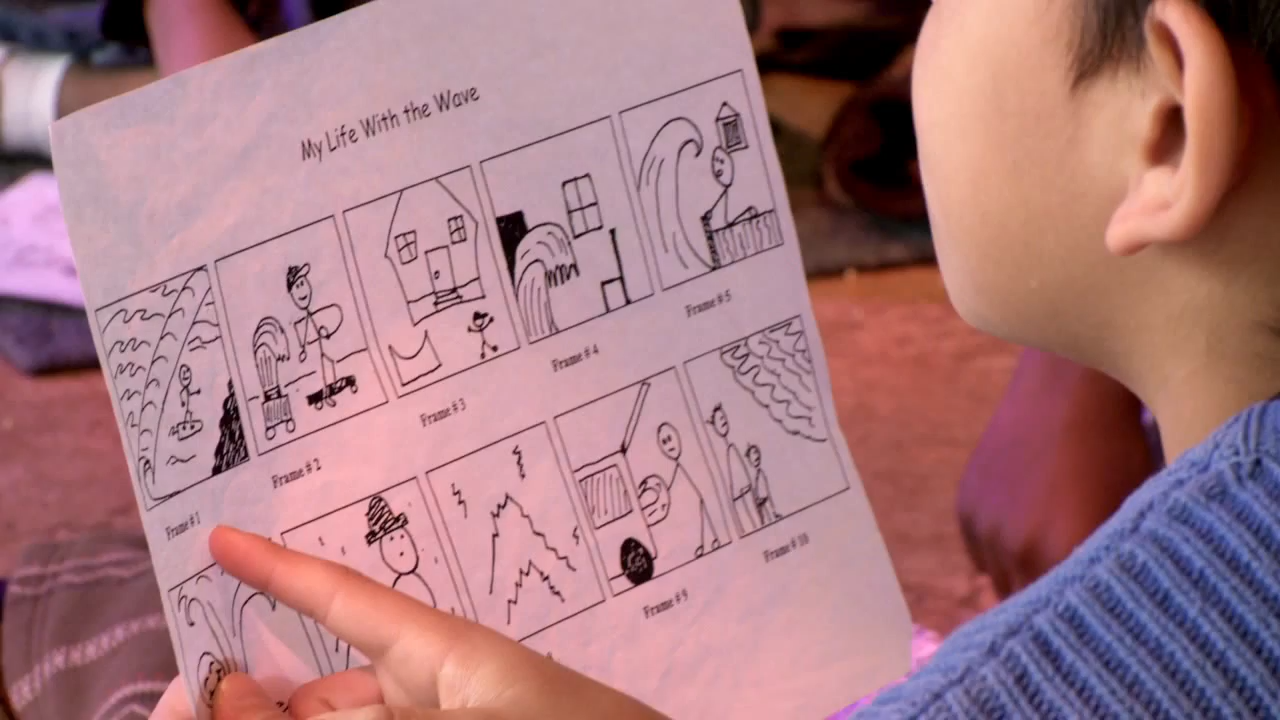 My Life With the Wave
Frame # 1
Frame # 2
Frame # 3
Frame # 4
Frame # 5
Frame # 9
Frame # 10